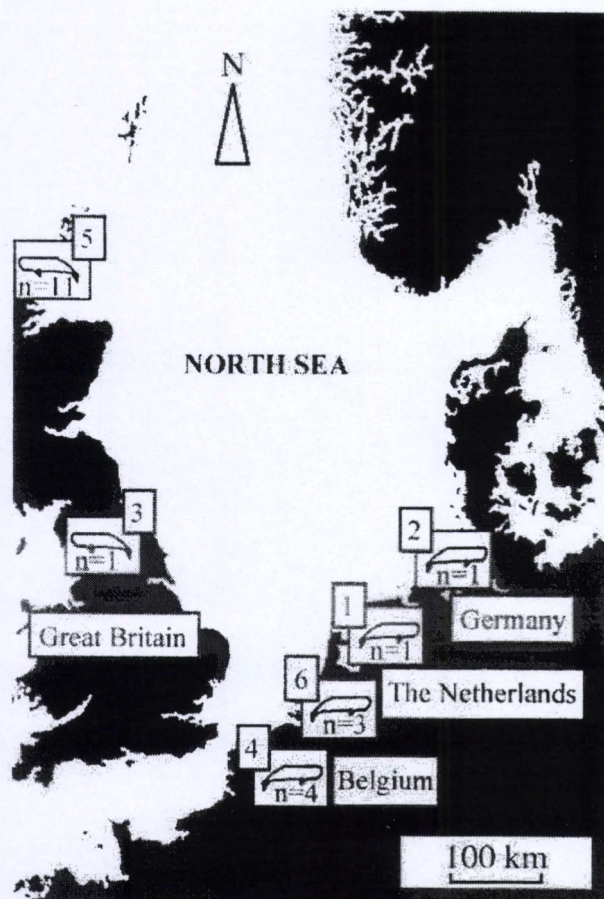 N
5
n=11
NORTH SEA
3
n=1
2
n=1
Great Britain
1
n=1
Germany
6
n=3
The Netherlands
4
n=4
Belgium
100 km